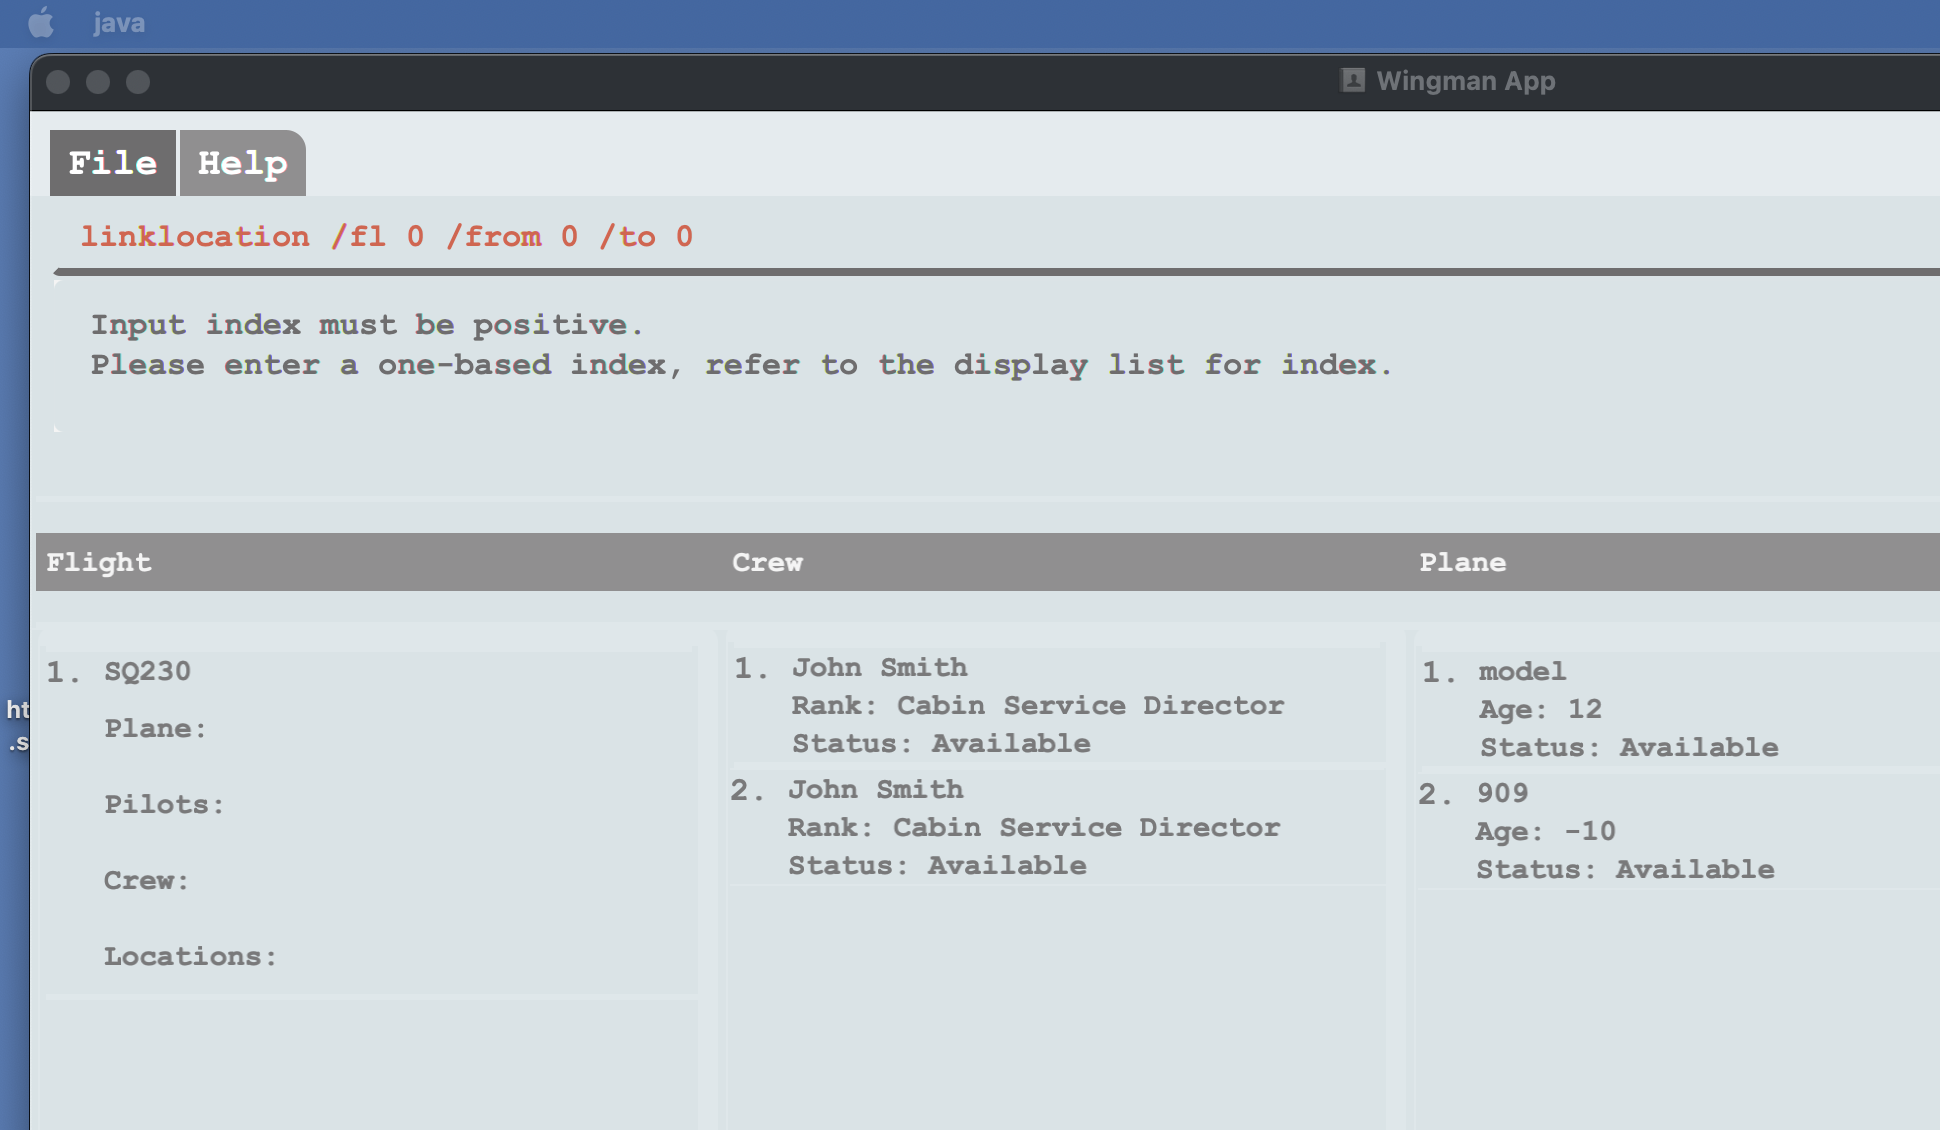 java
Wingman App
File Help
linklocation /fl 0 /from 0 /to 0
Input index must be positive.
Please enter a one-based index, refer to the display list for index.
Flight
Crew
Plane
1. SQ230
Plane:
Pilots:
Crew:
Locations:
1. John Smith
Rank: Cabin Service Director
Status: Available
2. John Smith
Rank: Cabin Service Director
Status: Available
1. model
Age: 12
Status: Available
2. 909
Age: -10
Status: Available
ht
.s